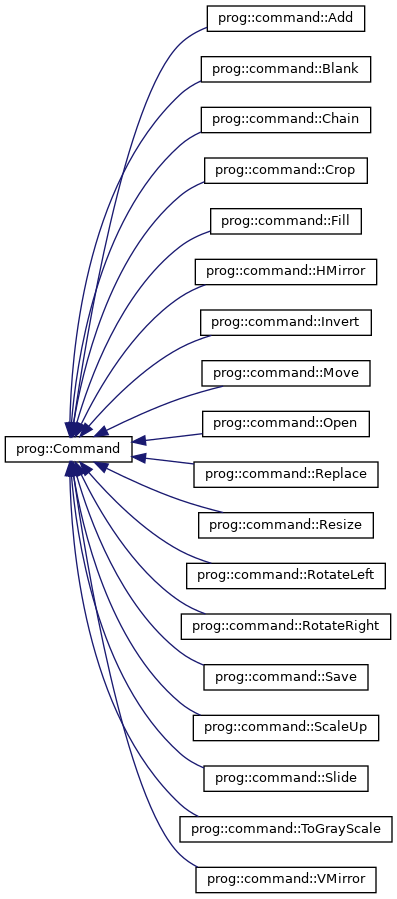 prog::command::Add
prog::command::Blank
prog::command::Chain
prog::command::Crop
prog::command::Fill
prog::command::HMirror
prog::command::Invert
prog::command::Move
prog::command::Open
prog::Command
prog::command::Replace
prog::command::Resize
prog::command::RotateLeft
prog::command::RotateRight
prog::command::Save
prog::command::ScaleUp
prog::command::Slide
prog::command::ToGrayScale
prog::command::VMirror